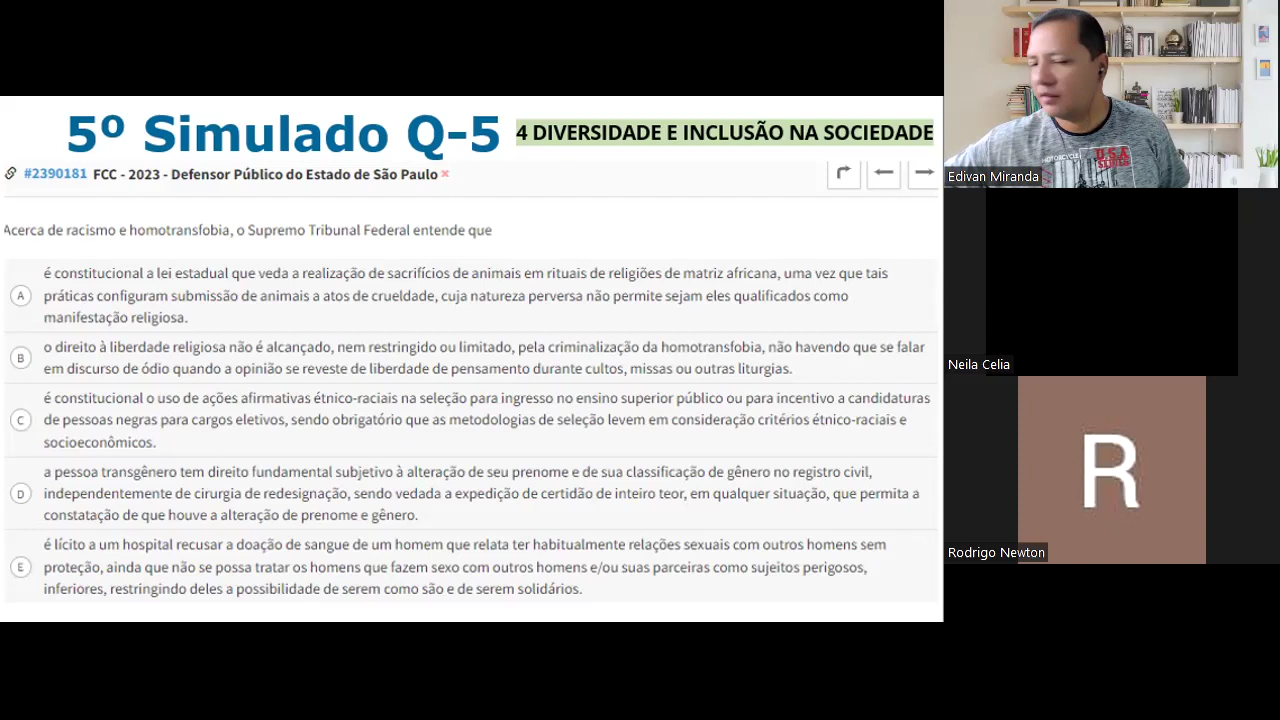 5º Simulado Q-5
4 DIVERSIDADE E INCLUSÃO NA SOCIEDADE
#2390181 FCC - 2023 - Defensor Público do Estado de São Paulo
Acerca de racismo e homotransfobia, o Supremo Tribunal Federal entende que
A
é constitucional a lei estadual que veda a realização de sacrifícios de animais em rituais de religiões de matriz africana, uma vez que tais
práticas configuram submissão de animais a atos de crueldade, cuja natureza perversa não permite sejam eles qualificados como
manifestação religiosa.
B
o direito à liberdade religiosa não é alcançado, nem restringido ou limitado, pela criminalização da homotransfobia, não havendo que se falar
em discurso de ódio quando a opinião se reveste de liberdade de pensamento durante cultos, missas ou outras liturgias.
C
é constitucional o uso de ações afirmativas étnico-raciais na seleção para ingresso no ensino superior público ou para incentivo a candidaturas
de pessoas negras para cargos eletivos, sendo obrigatório que as metodologias de seleção levem em consideração critérios étnico-raciais e
socioeconômicos.
D
a pessoa transgênero tem direito fundamental subjetivo à alteração de seu prenome e de sua classificação de gênero no registro civil,
independentemente de cirurgia de redesignação, sendo vedada a expedição de certidão de inteiro teor, em qualquer situação, que permita a
constatação de que houve a alteração de prenome e gênero.
E
é lícito a um hospital recusar a doação de sangue de um homem que relata ter habitualmente relações sexuais com outros homens sem
proteção, ainda que não se possa tratar os homens que fazem sexo com outros homens e/ou suas parceiras como sujeitos perigosos,
inferiores, restringindo deles a possibilidade de serem como são e de serem solidários.
MOTORCYCLE
U.S.A
Edivan Miranda
Neila Celia
R
Rodrigo Newton